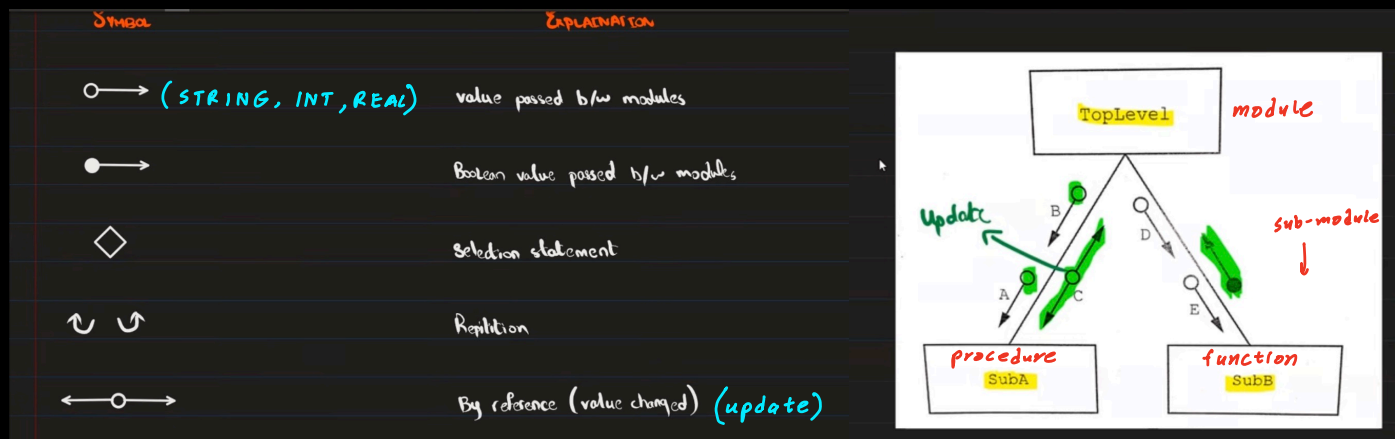 SYMBOL EXPLAINATION
(STRING, INT, REAL) value passed b/w modules
Boolean value passed b/w modules
Selection statement
Repitition
By reference (value changed) (update)
TopLevel module
B
Update
D
sub-module
A
C
E
procedure
SubA
function
SubB